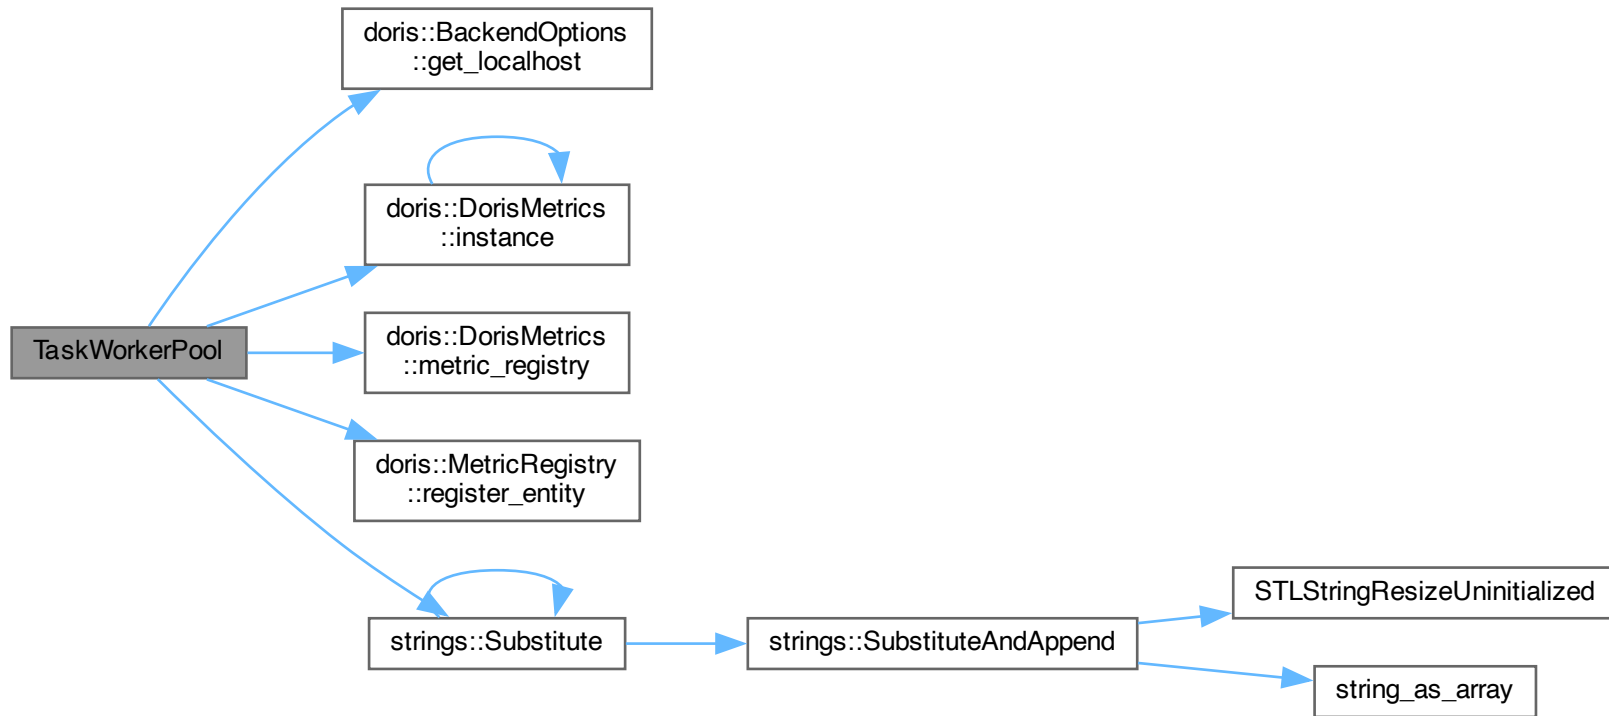 doris::BackendOptions
::get_localhost
doris::DorisMetrics
::instance
TaskWorkerPool
doris::DorisMetrics
::metric_registry
doris::MetricRegistry
::register_entity
strings::Substitute
strings::SubstituteAndAppend
STLStringResizeUninitialized
string_as_array